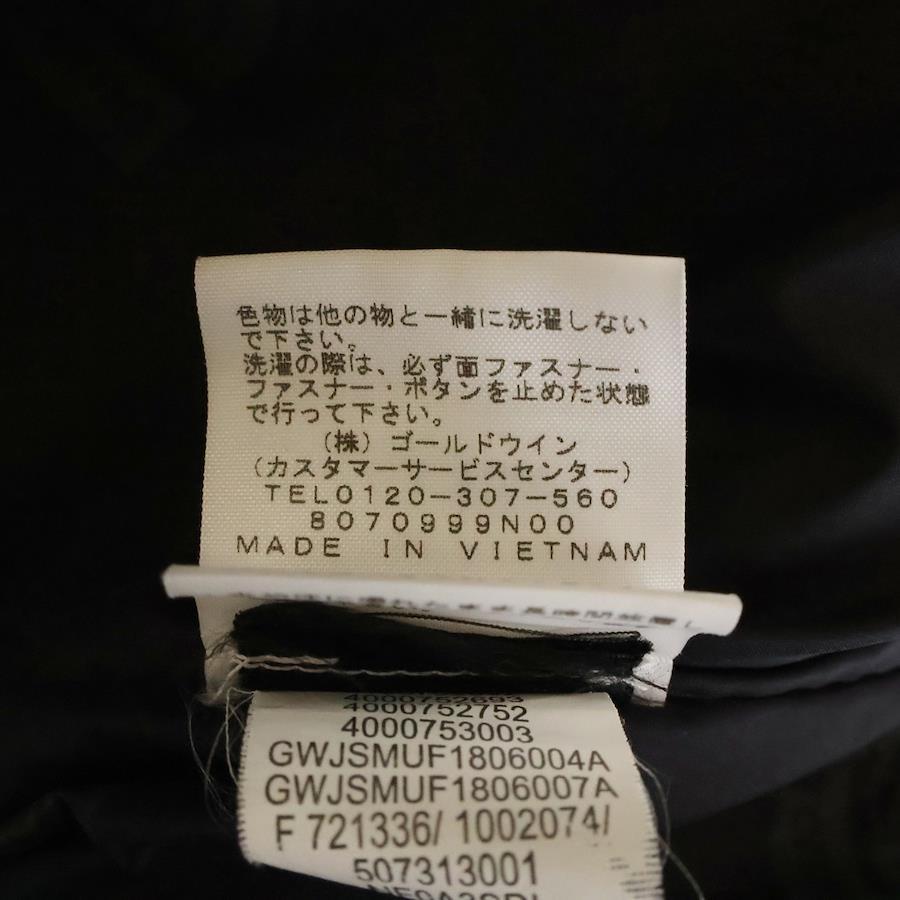 色物は他の物と一緒に洗濯しない
で下さい。
洗濯の際は、必ず面ファスナー・
ファスナー・ボタンを止めた状態
で行って下さい。
(株)ゴールドウイン
(カスタマーサービスセンター)
TEL0120-307-560
8070999N00
MADE IN VIETNAM
4000752603
4000752752
4000753003
GWJSMUF1806004A
GWJSMUF1806007A
F 721336/ 1002074/
507313001